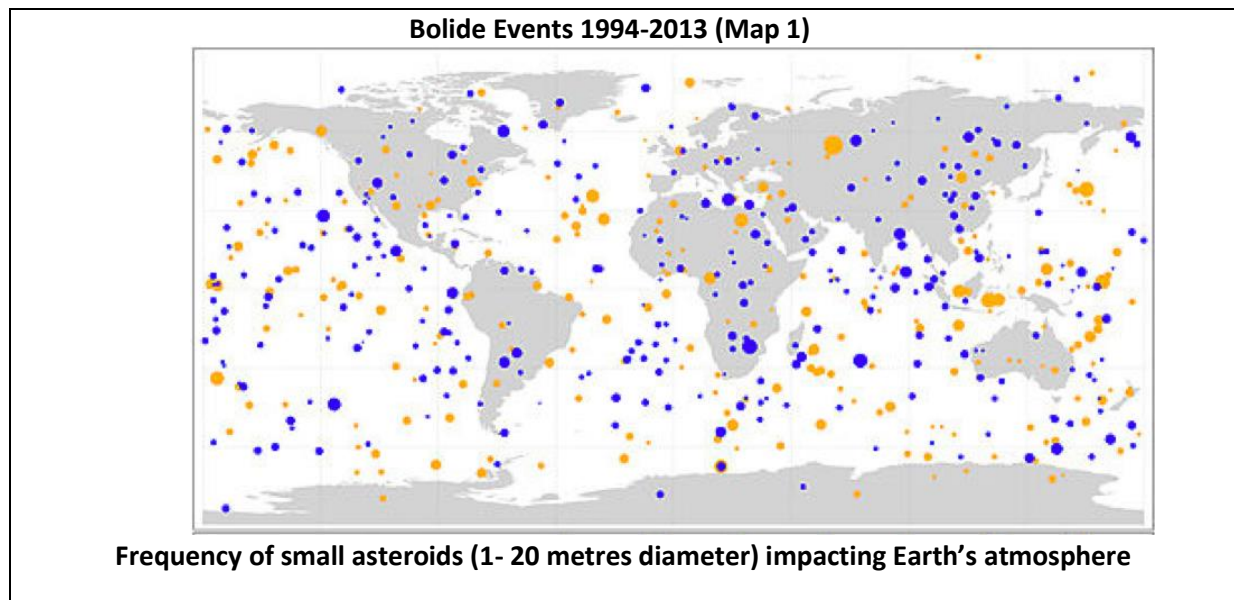 Bolide Events 1994-2013 (Map 1)
Frequency of small asteroids (1- 20 metres diameter) impacting Earth’s atmosphere